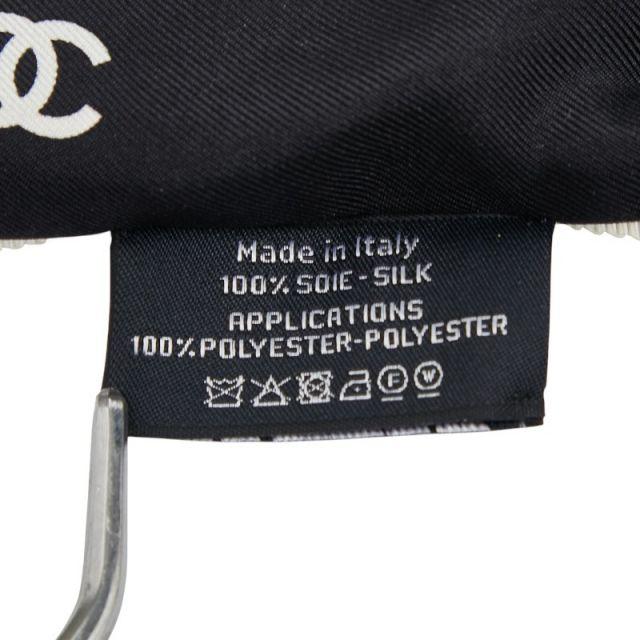 Made in Italy
100% SOIE-SILK
APPLICATIONS
100%POLYESTER-POLYESTER
F W